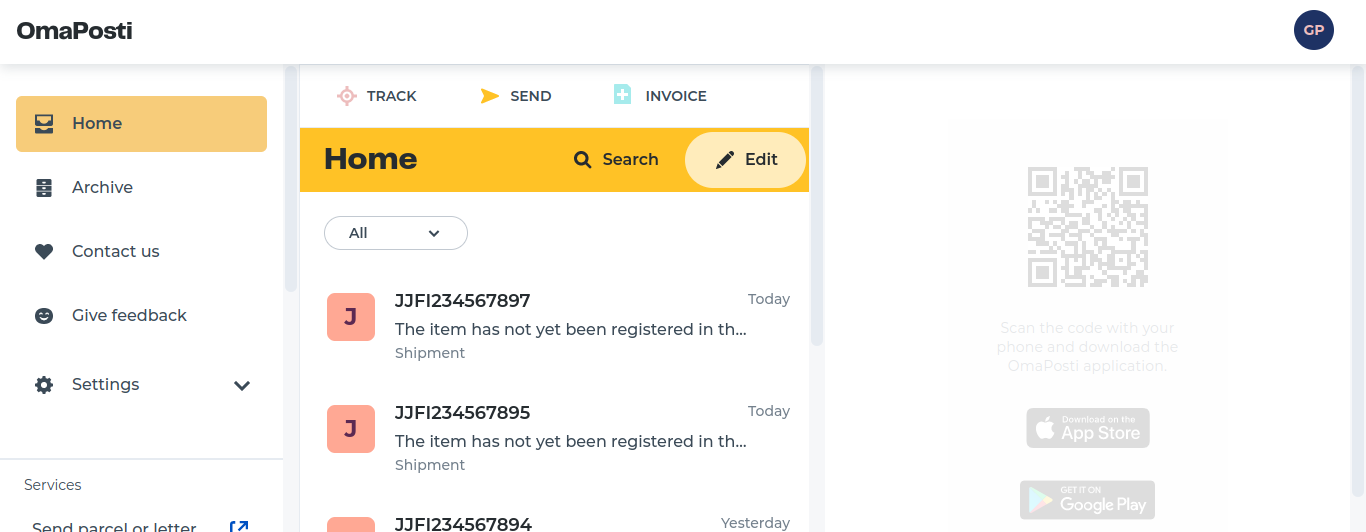 OmaPosti
GP
Home
Archive
Contact us
Give feedback
Settings
Services
Send parcel or letter
TRACK
SEND
INVOICE
Home
Search
Edit
All
JJFI234567897
Today
The item has not yet been registered in th...
Shipment
JJFI234567895
Today
The item has not yet been registered in th...
Shipment
JJFI234567894
Yesterday
Scan the code with your
phone and download the
OmaPosti application.
Download on the
App Store
GET IT ON
Google Play